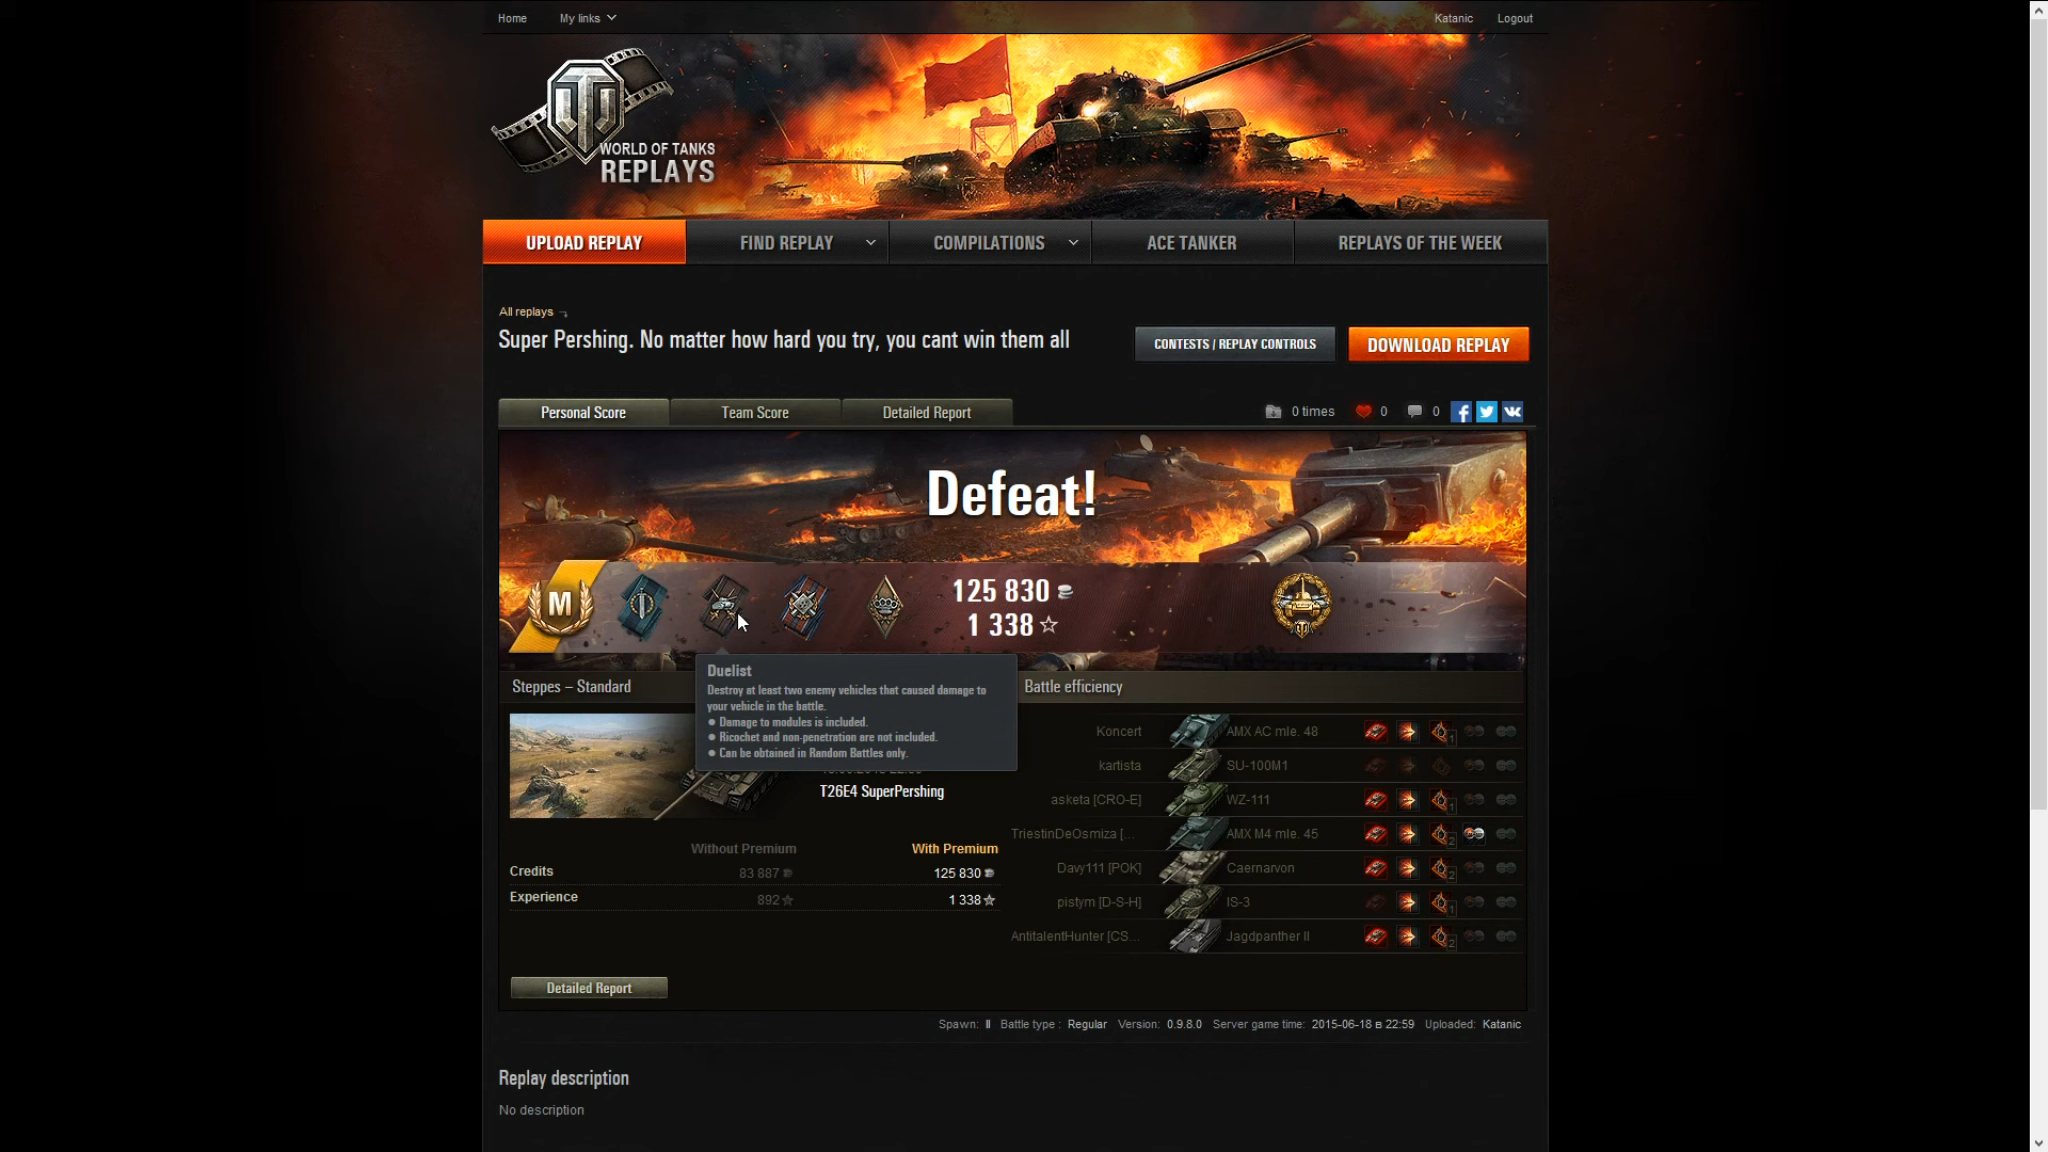 Home
My links
Katanic
Logout
WORLD OF TANKS
REPLAYS
UPLOAD REPLAY
FIND REPLAY
COMPILATIONS
ACE TANKER
REPLAYS OF THE WEEK
All replays
Super Pershing. No matter how hard you try, you cant win them all
CONTESTS / REPLAY CONTROLS
DOWNLOAD REPLAY
Personal Score
Team Score
Detailed Report
0 times
0
0
Defeat!
M
125 830
1 338
Duelist
Destroy at least two enemy vehicles that caused damage to
your vehicle in the battle.
Damage to modules is included.
Ricochet and non-penetration are not included.
Can be obtained in Random Battles only.
Steppes – Standard
T26E4 SuperPershing
Without Premium With Premium
Credits 83 887 125 830
Experience 892 1 338
Detailed Report
Battle efficiency
Koncert AMX AC mle. 48 1
kartista SU-100M1
asketa [CRO-E] WZ-111 1
TriestinDeOsmiza [... AMX M4 mle. 45 2
Davy111 [POK] Caernarvon 2
pistym [D-S-H] IS-3 1
AntitalentHunter [CS... Jagdpanther II 2
Spawn: II Battle type : Regular Version: 0.9.8.0 Server game time: 2015-06-18 в 22:59 Uploaded: Katanic
Replay description
No description